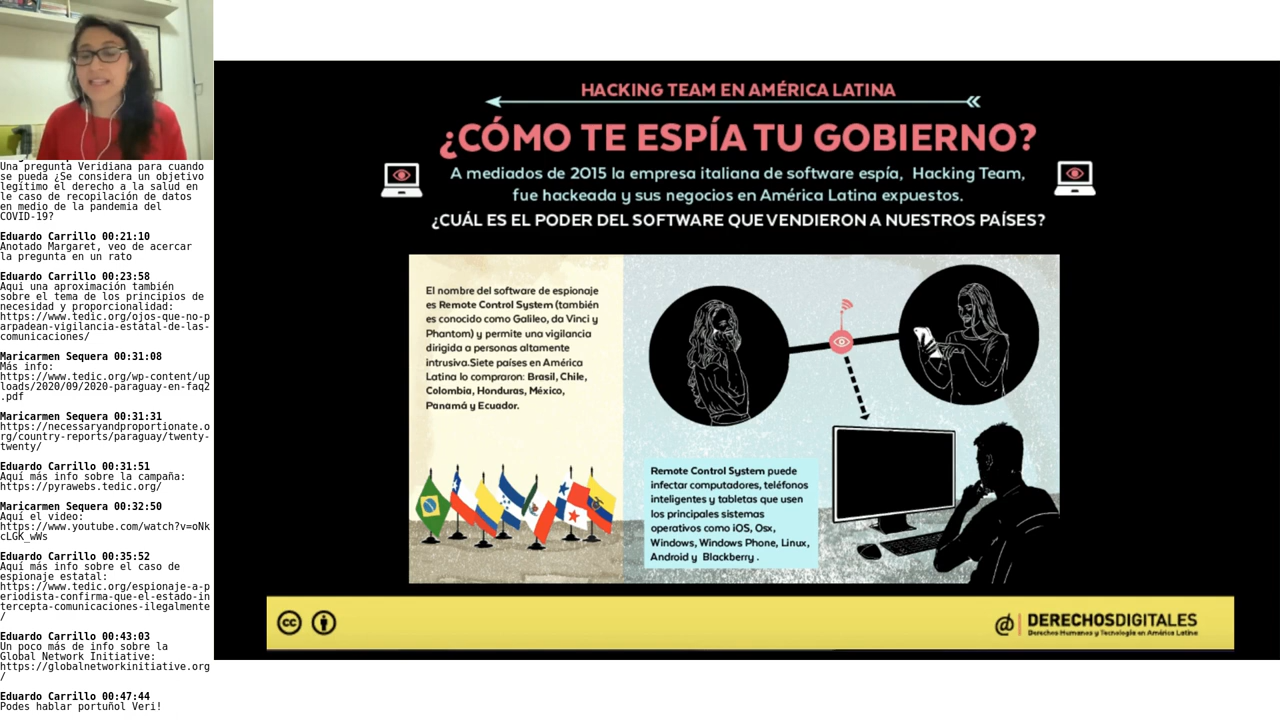 Una pregunta Veridiana para cuando
se pueda ¿Se considera un objetivo
legítimo el derecho a la salud en
le caso de recopilación de datos
en medio de la pandemia del
COVID-19?
Eduardo Carrillo 00:21:10
Anotado Margaret, veo de acercar
la pregunta en un rato
Eduardo Carrillo 00:23:58
Aqui una aproximación también
sobre el tema de los principios de
necesidad y proporcionalidad:
https://www.tedic.org/ojos-que-no-p
arpadean-vigilancia-estatal-de-las-
comunicaciones/
Maricarmen Sequera 00:31:08
Más info:
https://www.tedic.org/wp-content/up
loads/2020/09/2020-paraguay-en-faq2
.pdf
Maricarmen Sequera 00:31:31
https://necessaryandproportionate.o
rg/country-reports/paraguay/twenty-
twenty/
Eduardo Carrillo 00:31:51
Aquí más info sobre la campaña:
https://pyrawebs.tedic.org/
Maricarmen Sequera 00:32:50
Aquí el video:
https://www.youtube.com/watch?v=oNk
cLGK_wWs
Eduardo Carrillo 00:35:52
Aquí más info sobre el caso de
espionaje estatal:
https://www.tedic.org/espionaje-a-p
eriodista-confirma-que-el-estado-in
tercepta-comunicaciones-ilegalmente
/
Eduardo Carrillo 00:43:03
Un poco más de info sobre la
Global Network Initiative:
https://globalnetworkinitiative.org
/
Eduardo Carrillo 00:47:44
Podes hablar portuñol Veri!
HACKING TEAM EN AMÉRICA LATINA
¿CÓMO TE ESPÍA TU GOBIERNO?
A mediados de 2015 la empresa italiana de software espía, Hacking Team,
fue hackeada y sus negocios en América Latina expuestos.
¿CUÁL ES EL PODER DEL SOFTWARE QUE VENDIERON A NUESTROS PAÍSES?
El nombre del software de espionaje
es Remote Control System (también
es conocido como Galileo, da Vinci y
Phantom) y permite una vigilancia
dirigida a personas altamente
intrusiva.Siete países en América
Latina lo compraron: Brasil, Chile,
Colombia, Honduras, México,
Panamá y Ecuador.
Remote Control System puede
infectar computadores, teléfonos
inteligentes y tabletas que usen
los principales sistemas
operativos como iOS, Osx,
Windows, Windows Phone, Linux,
Android y Blackberry .
cc
@ DERECHOSDIGITALES
Derechos Humanos y Tecnología en América Latina